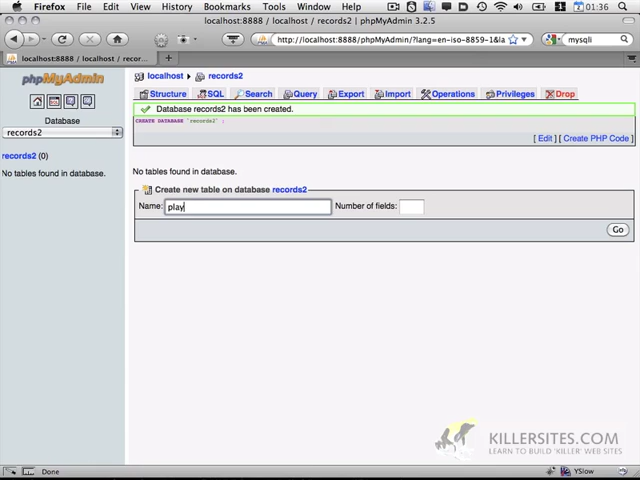 Firefox File Edit View History Bookmarks Tools Window Help 01:36
localhost:8888 / localhost / records2 | phpMyAdmin 3.2.5
http://localhost:8888/phpMyAdmin/?lang=en-iso-8859-1&la mysqli
localhost:8888 / localhost / recor...
phpMyAdmin
Database
records2
records2 (0)
No tables found in database.
localhost records2
Structure SQL Search Query Export Import Operations Privileges Drop
Database records2 has been created.
CREATE DATABASE `records2` ;
[ Edit ] [ Create PHP Code ]
No tables found in database.
Create new table on database records2
Name: play Number of fields:
Go
KILLERSITES.COM
LEARN TO BUILD 'KILLER' WEB SITES
Done YSlow